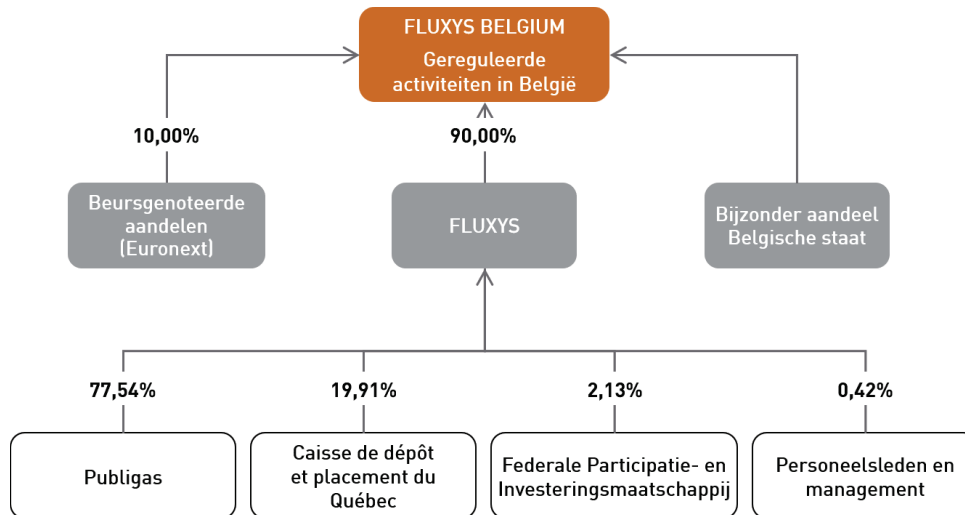 FLUXYS BELGIUM
Gereguleerde
activiteiten in België
10,00%
90,00%
Beursgenoteerde
aandelen
(Euronext)
FLUXYS
Bijzonder aandeel
Belgische staat
77,54%
19,91%
2,13%
0,42%
Publigas
Caisse de dépôt
et placement du
Québec
Federale Participatie- en
Investeringsmaatschappij
Personeelsleden en
management